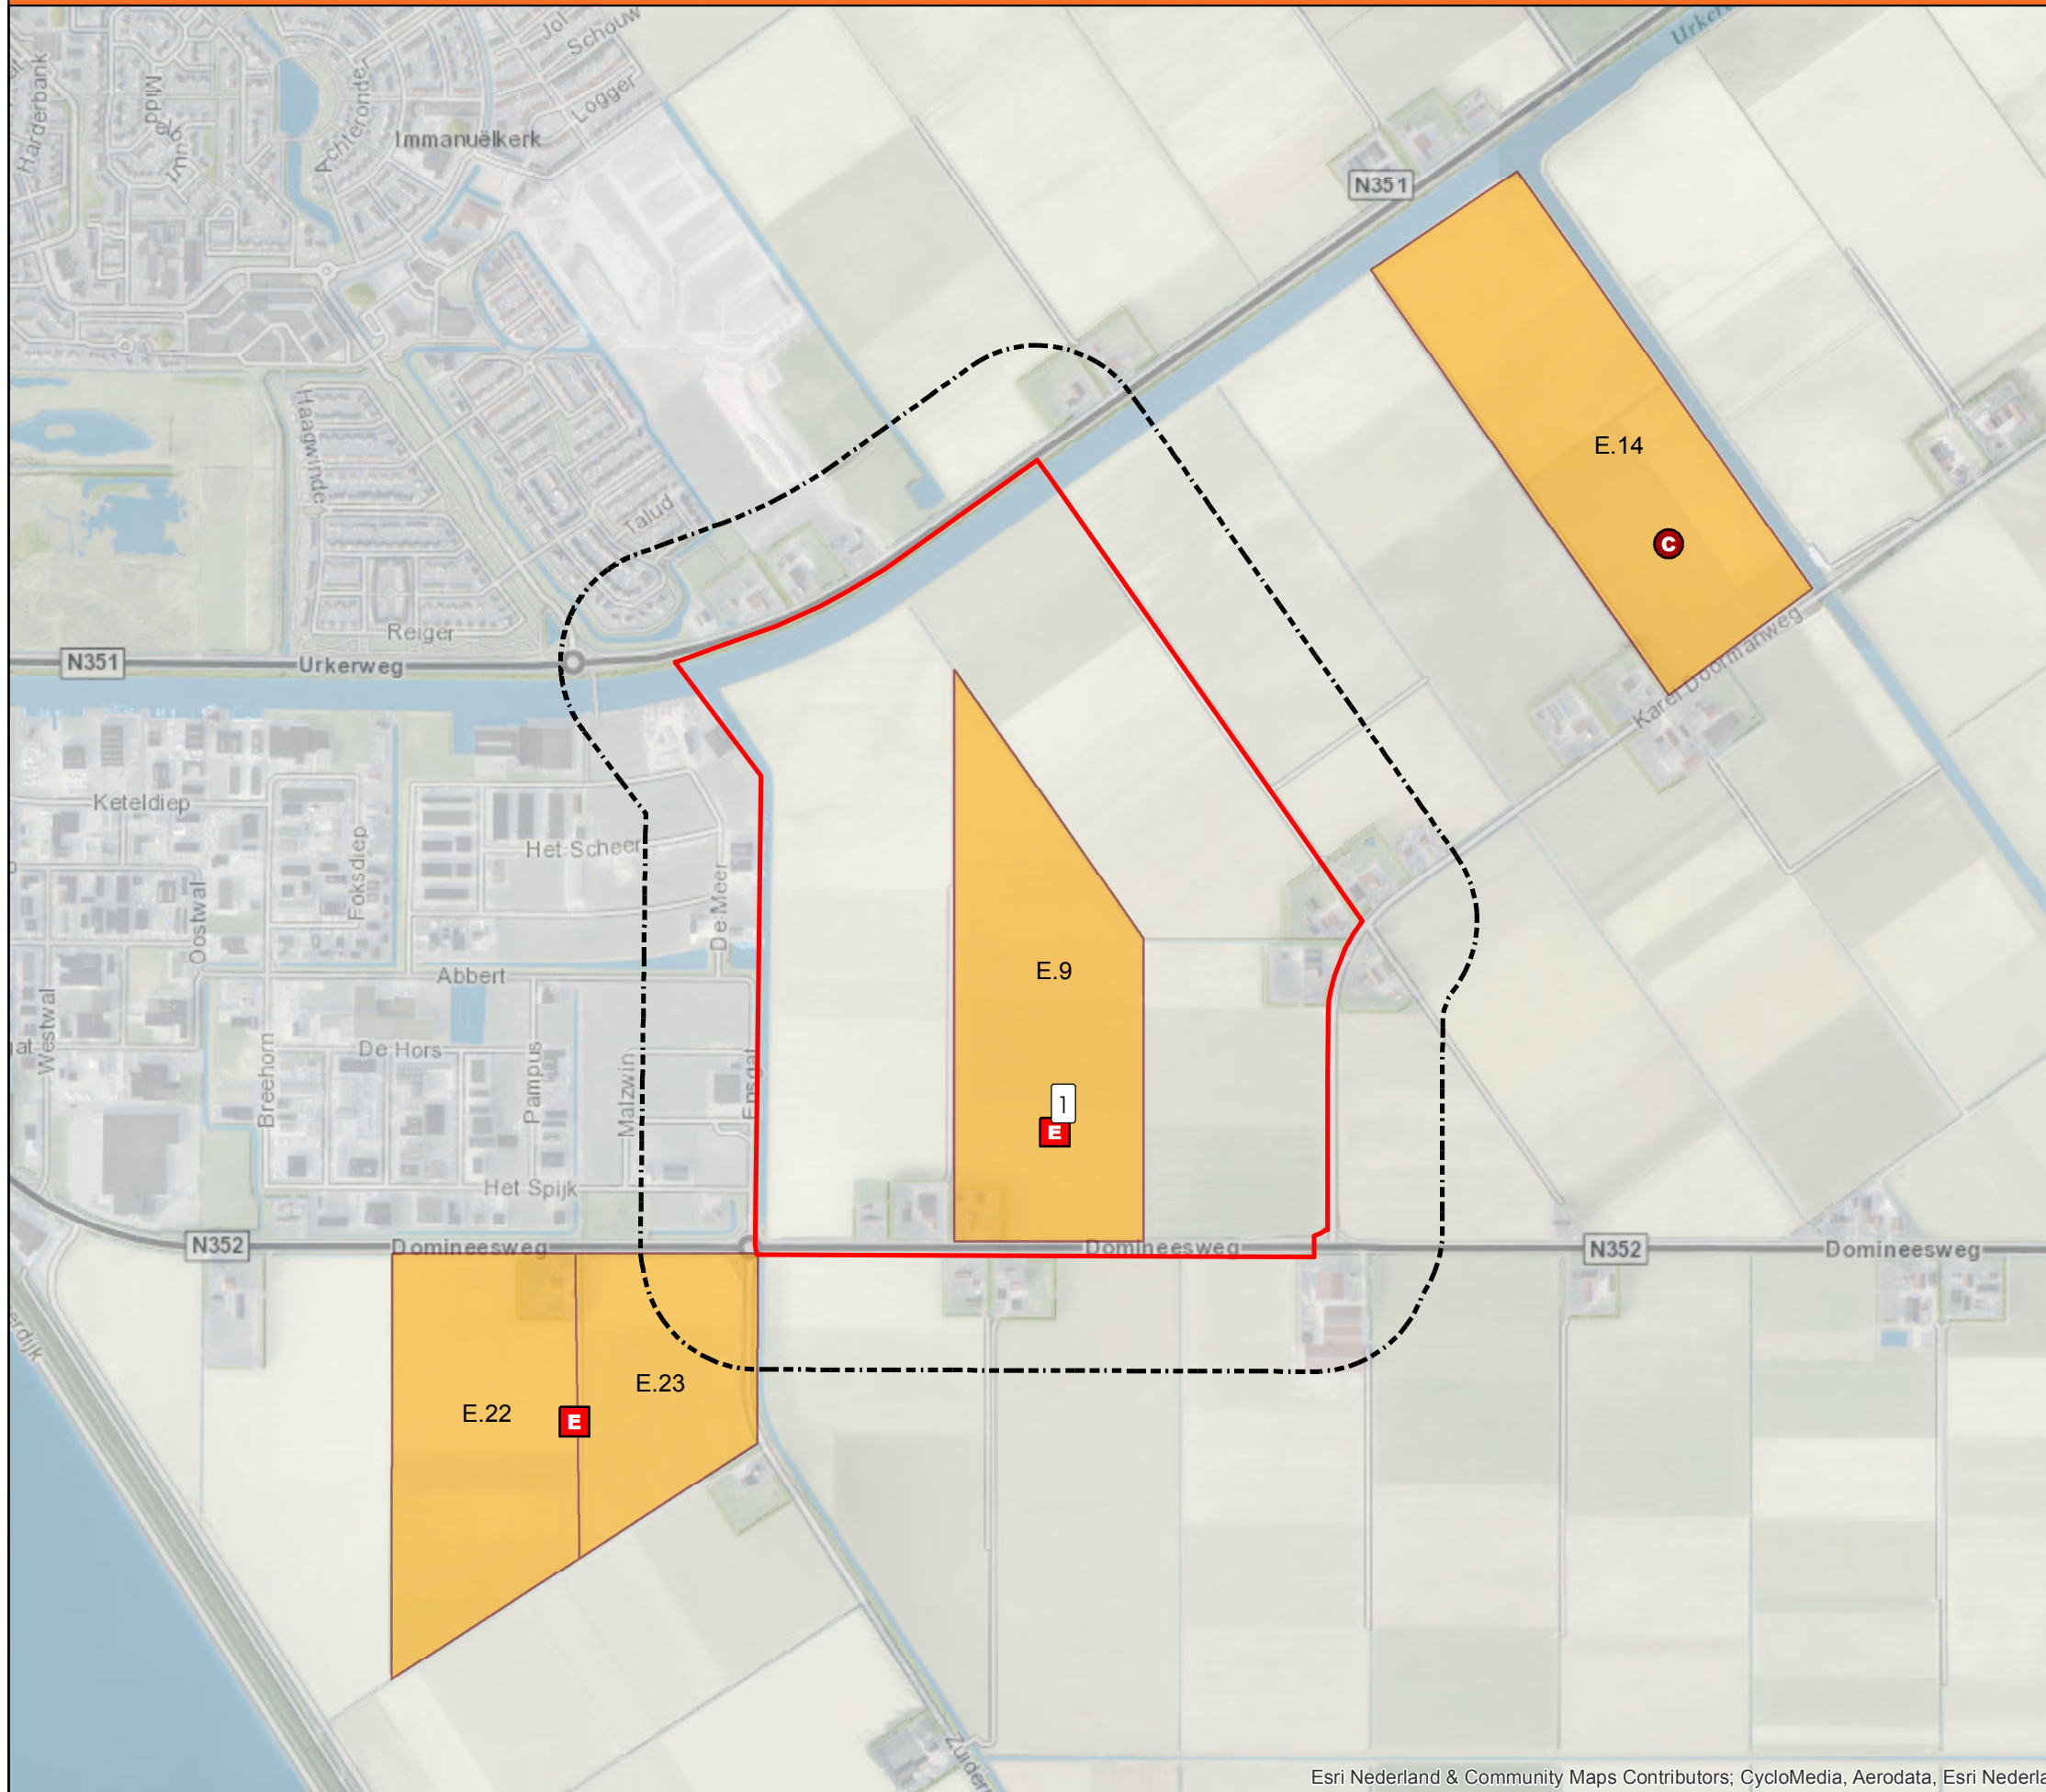 Jol
Schouw
Logger
Harderbank
Achteronder
Immanuëlkerk
N351
E.14
C
Haagwinde
Talud
Reiger
N351
Urkerweg
Karel Doormanweg
Keteldiep
Het Scheer
Foksdiep
Oostwal
De Meer
Abbert
E.9
Westwal
De Hors
Breehorn
Pampus
Malzwin
Ensgat
1
E
Het Spijk
N352
Domineesweg
Domineesweg
N352
Domineesweg
erdijk
E.23
E.22
E
Esri Nederland & Community Maps Contributors; CycloMedia, Aerodata, Esri Nederla